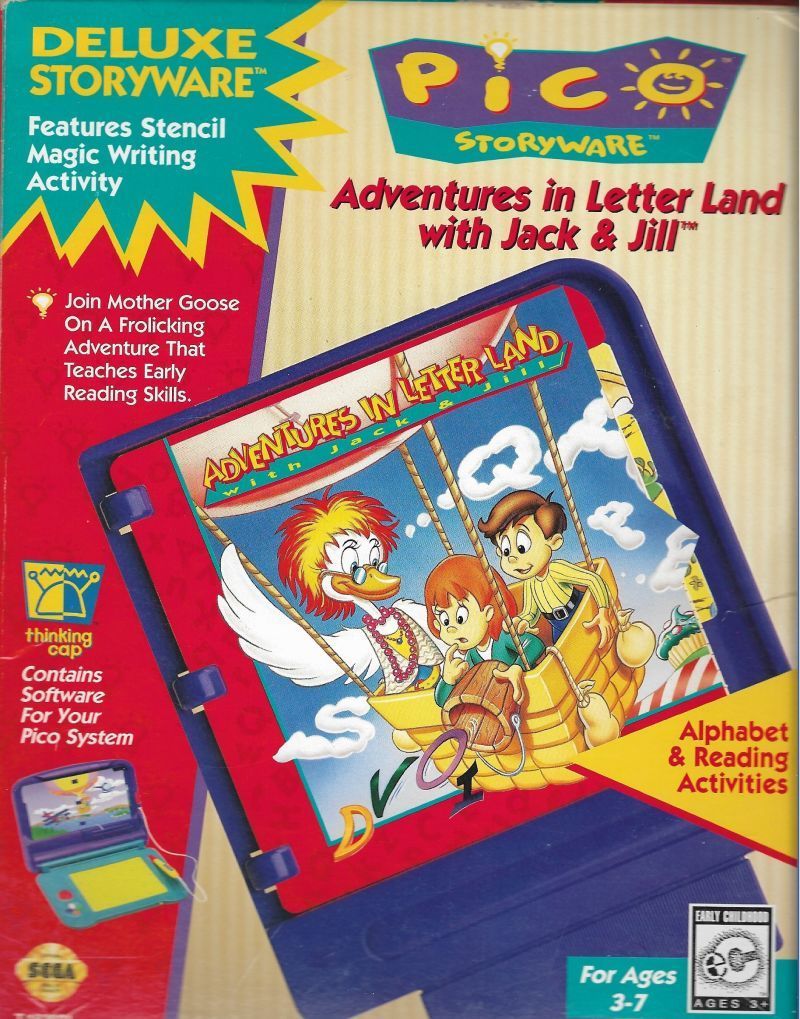 DELUXE
STORYWARE™
Features Stencil
Magic Writing
Activity
Pico
STORYWARE™
Adventures in Letter Land
with Jack & Jill™
Join Mother Goose
On A Frolicking
Adventure That
Teaches Early
Reading Skills.
ADVENTURES IN LETTER LAND
with Jack & Jill
Q
P
E
S
D V O I
thinking
cap
Contains
Software
For Your
Pico System
Alphabet
& Reading
Activities
SEGA
For Ages
3-7
EARLY CHILDHOOD
eC
AGES 3+